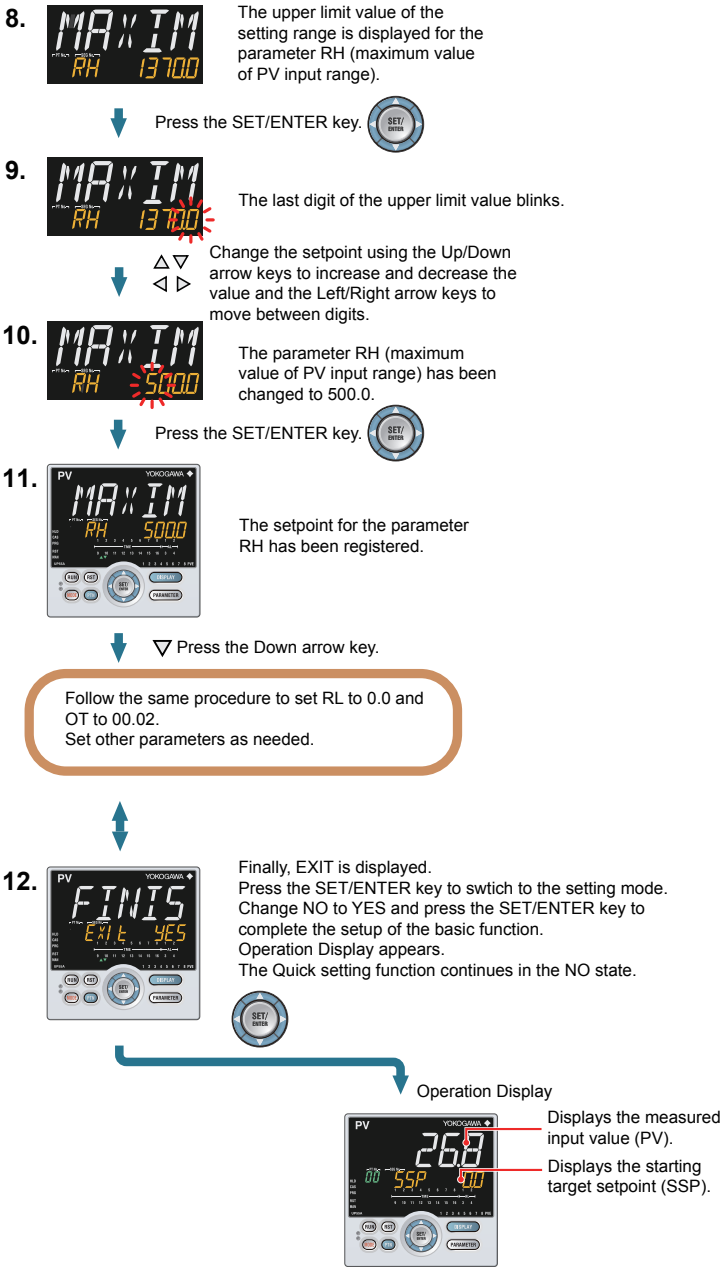 8.
MAXIM
RH 1370.0
The upper limit value of the
setting range is displayed for the
parameter RH (maximum value
of PV input range).
Press the SET/ENTER key.
SET/
ENTER
9.
MAXIM
RH 1370.0
The last digit of the upper limit value blinks.
Change the setpoint using the Up/Down
arrow keys to increase and decrease the
value and the Left/Right arrow keys to
move between digits.
10.
MAXIM
RH 500.0
The parameter RH (maximum
value of PV input range) has been
changed to 500.0.
Press the SET/ENTER key.
SET/
ENTER
11.
PV YOKOGAWA
MAXIM
RH 500.0
RUN RST SET/ENTER DISPLAY
PARAMETER
The setpoint for the parameter
RH has been registered.
Press the Down arrow key.
Follow the same procedure to set RL to 0.0 and
OT to 00.02.
Set other parameters as needed.
12.
PV YOKOGAWA
FINIS
EXIT YES
RUN RST SET/ENTER DISPLAY
PARAMETER
Finally, EXIT is displayed.
Press the SET/ENTER key to swtich to the setting mode.
Change NO to YES and press the SET/ENTER key to
complete the setup of the basic function.
Operation Display appears.
The Quick setting function continues in the NO state.
SET/
ENTER
Operation Display
PV YOKOGAWA
26.8
00 SSP 0.0
RUN RST SET/ENTER DISPLAY
PARAMETER
Displays the measured
input value (PV).
Displays the starting
target setpoint (SSP).